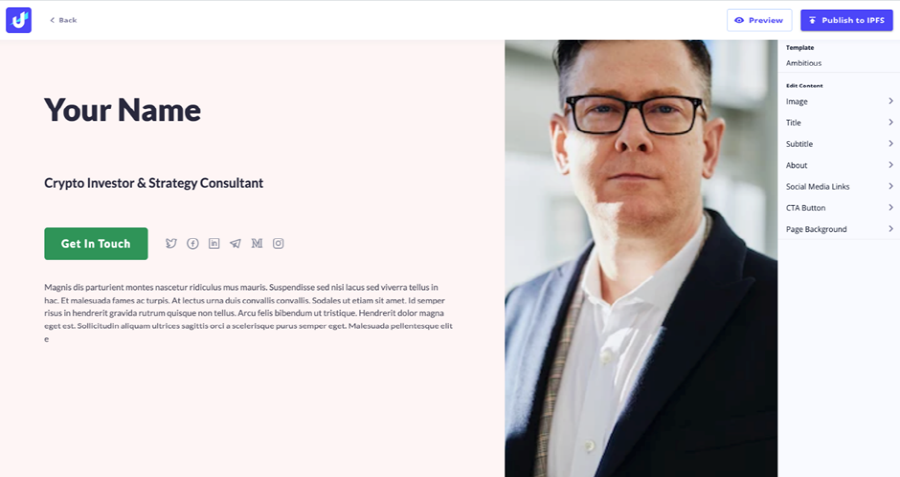 Back
Preview
Publish to IPFS
Your Name
Crypto Investor & Strategy Consultant
Get In Touch
Magnis dis parturient montes nascetur ridiculus mus mauris. Suspendisse sed nisi lacus sed viverra tellus in
hac. Et malesuada fames ac turpis. At lectus urna duis convallis convallis. Sodales ut etiam sit amet. Id semper
risus in hendrerit gravida rutrum quisque non tellus. Arcu felis bibendum ut tristique. Hendrerit dolor magna
eget est. Sollicitudin aliquam ultrices sagittis orci a scelerisque purus semper eget. Malesuada pellentesque elit
e
Template
Ambitious
Edit Content
Image
Title
Subtitle
About
Social Media Links
CTA Button
Page Background